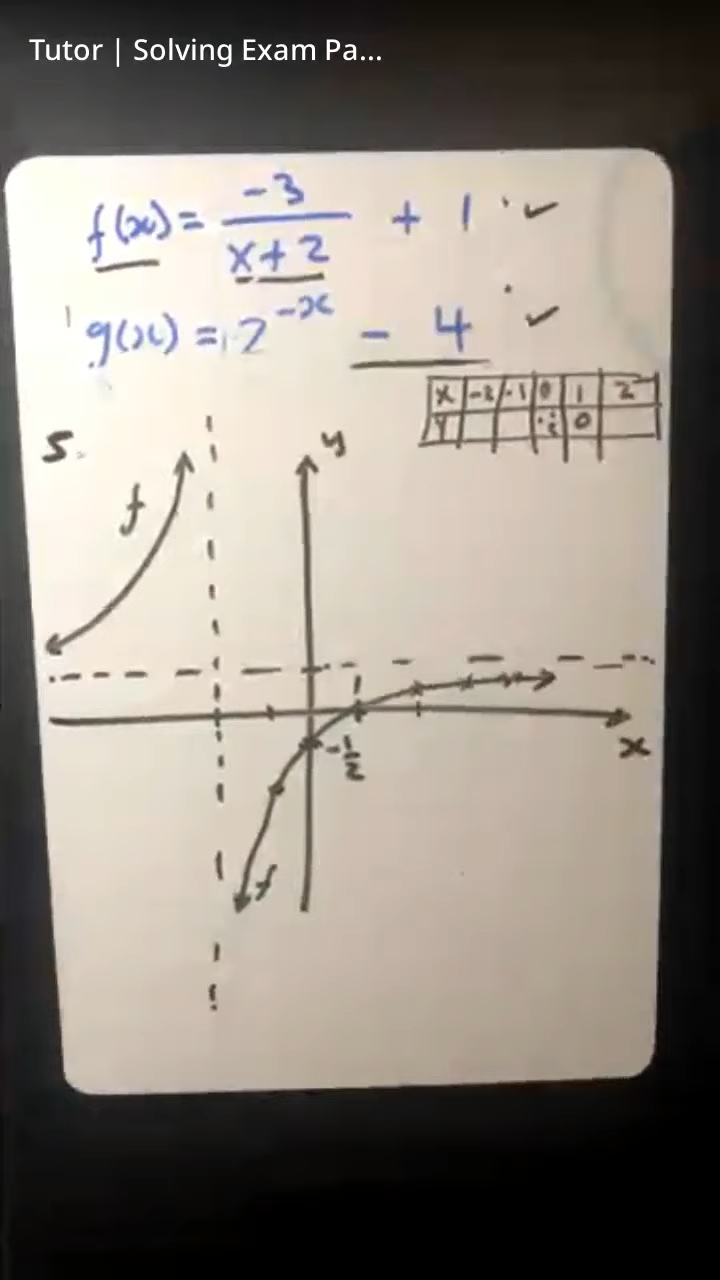 Tutor | Solving Exam Pa...
f(x) = -3/(x+2) + 1
g(x) = 2^-x - 4
x -2 -1 0 1 2
y -1/2 0
5.
y
f
x
-1/2
f